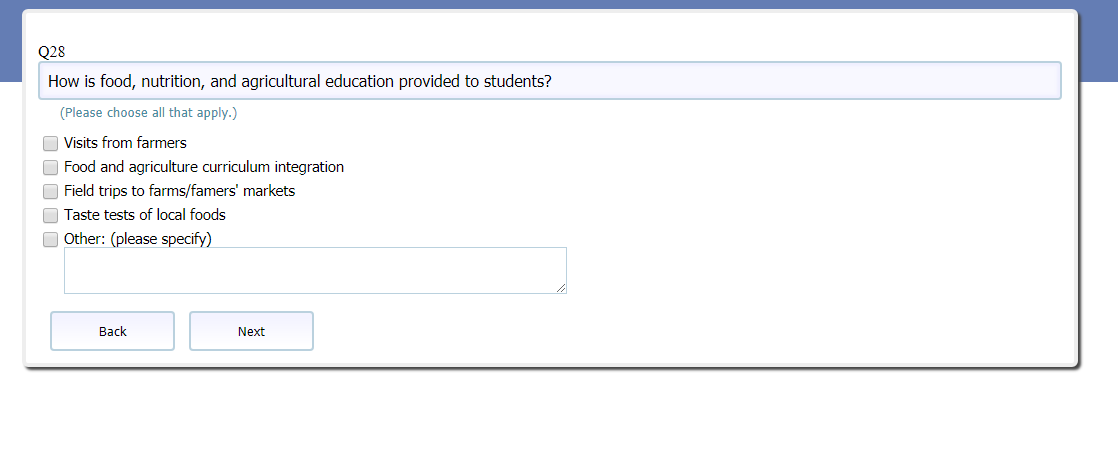 Q28
How is food, nutrition, and agricultural education provided to students?
(Please choose all that apply.)
Visits from farmers
Food and agriculture curriculum integration
Field trips to farms/famers' markets
Taste tests of local foods
Other: (please specify)
Back Next